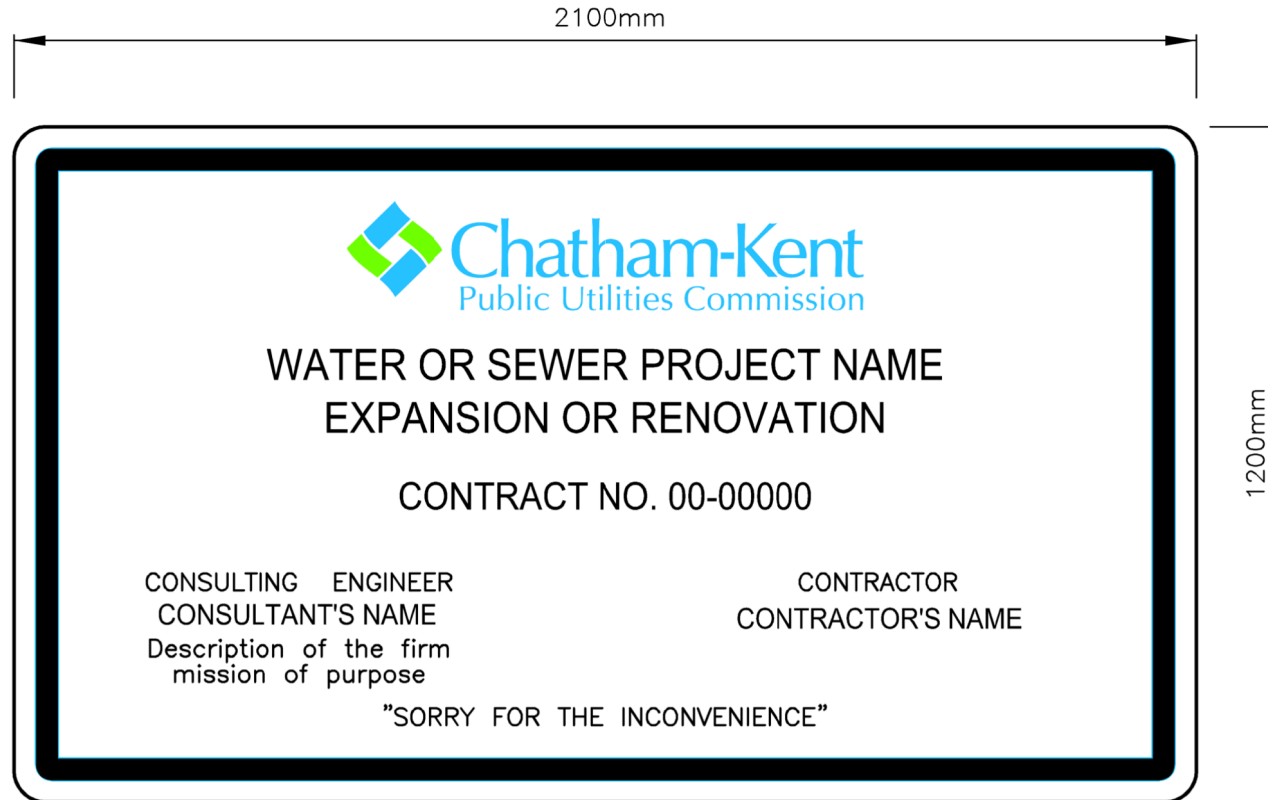 2100mm
Chatham-Kent
Public Utilities Commission
WATER OR SEWER PROJECT NAME
EXPANSION OR RENOVATION
1200mm
CONTRACT NO. 00-00000
CONSULTING ENGINEER
CONSULTANT'S NAME
Description of the firm
mission of purpose
CONTRACTOR
CONTRACTOR'S NAME
"SORRY FOR THE INCONVENIENCE"